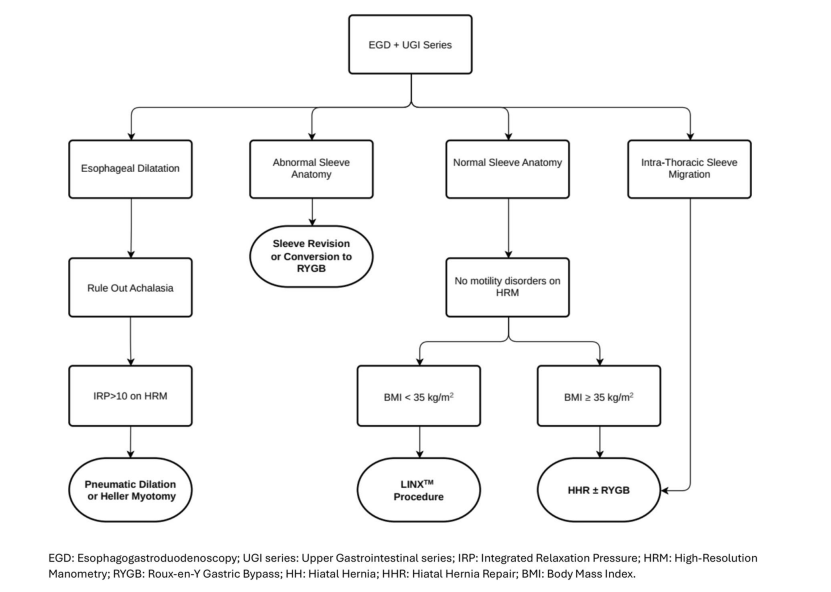 EGD + UGI Series
Esophageal Dilatation
Abnormal Sleeve
Anatomy
Normal Sleeve Anatomy
Intra-Thoracic Sleeve
Migration
Sleeve Revision
or Conversion to
RYGB
Rule Out Achalasia
No motility disorders on
HRM
IRP>10 on HRM
BMI < 35 kg/m²
BMI ≥ 35 kg/m²
Pneumatic Dilation
or Heller Myotomy
LINX™
Procedure
HHR ± RYGB
EGD: Esophagogastroduodenoscopy; UGI series: Upper Gastrointestinal series; IRP: Integrated Relaxation Pressure; HRM: High-Resolution
Manometry; RYGB: Roux-en-Y Gastric Bypass; HH: Hiatal Hernia; HHR: Hiatal Hernia Repair; BMI: Body Mass Index.